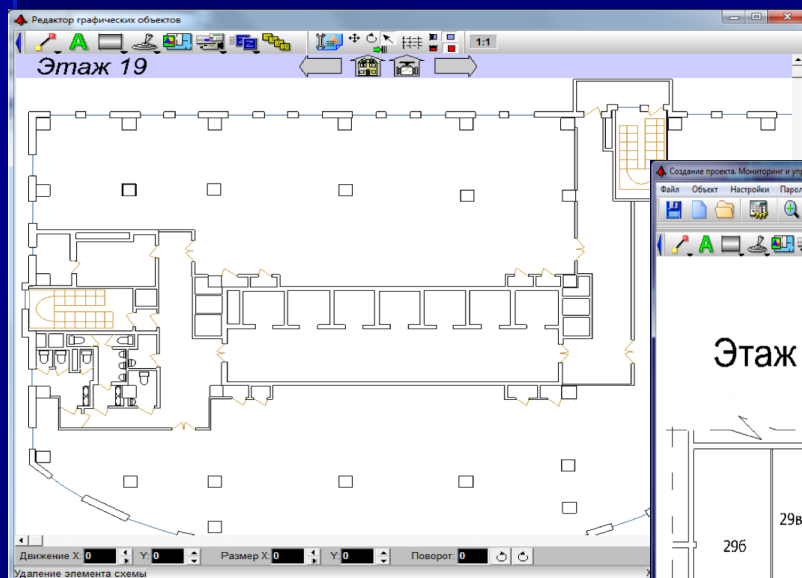 Редактор графических объектов
1:1
Этаж 19
Создание проекта. Мониторинг и упр
Файл Объект Настройки Парол
Этаж
29б
29в
Движение X: 0 Y: 0 Размер X: 0 Y: 0 Поворот: 0
Удаление элемента схемы
X